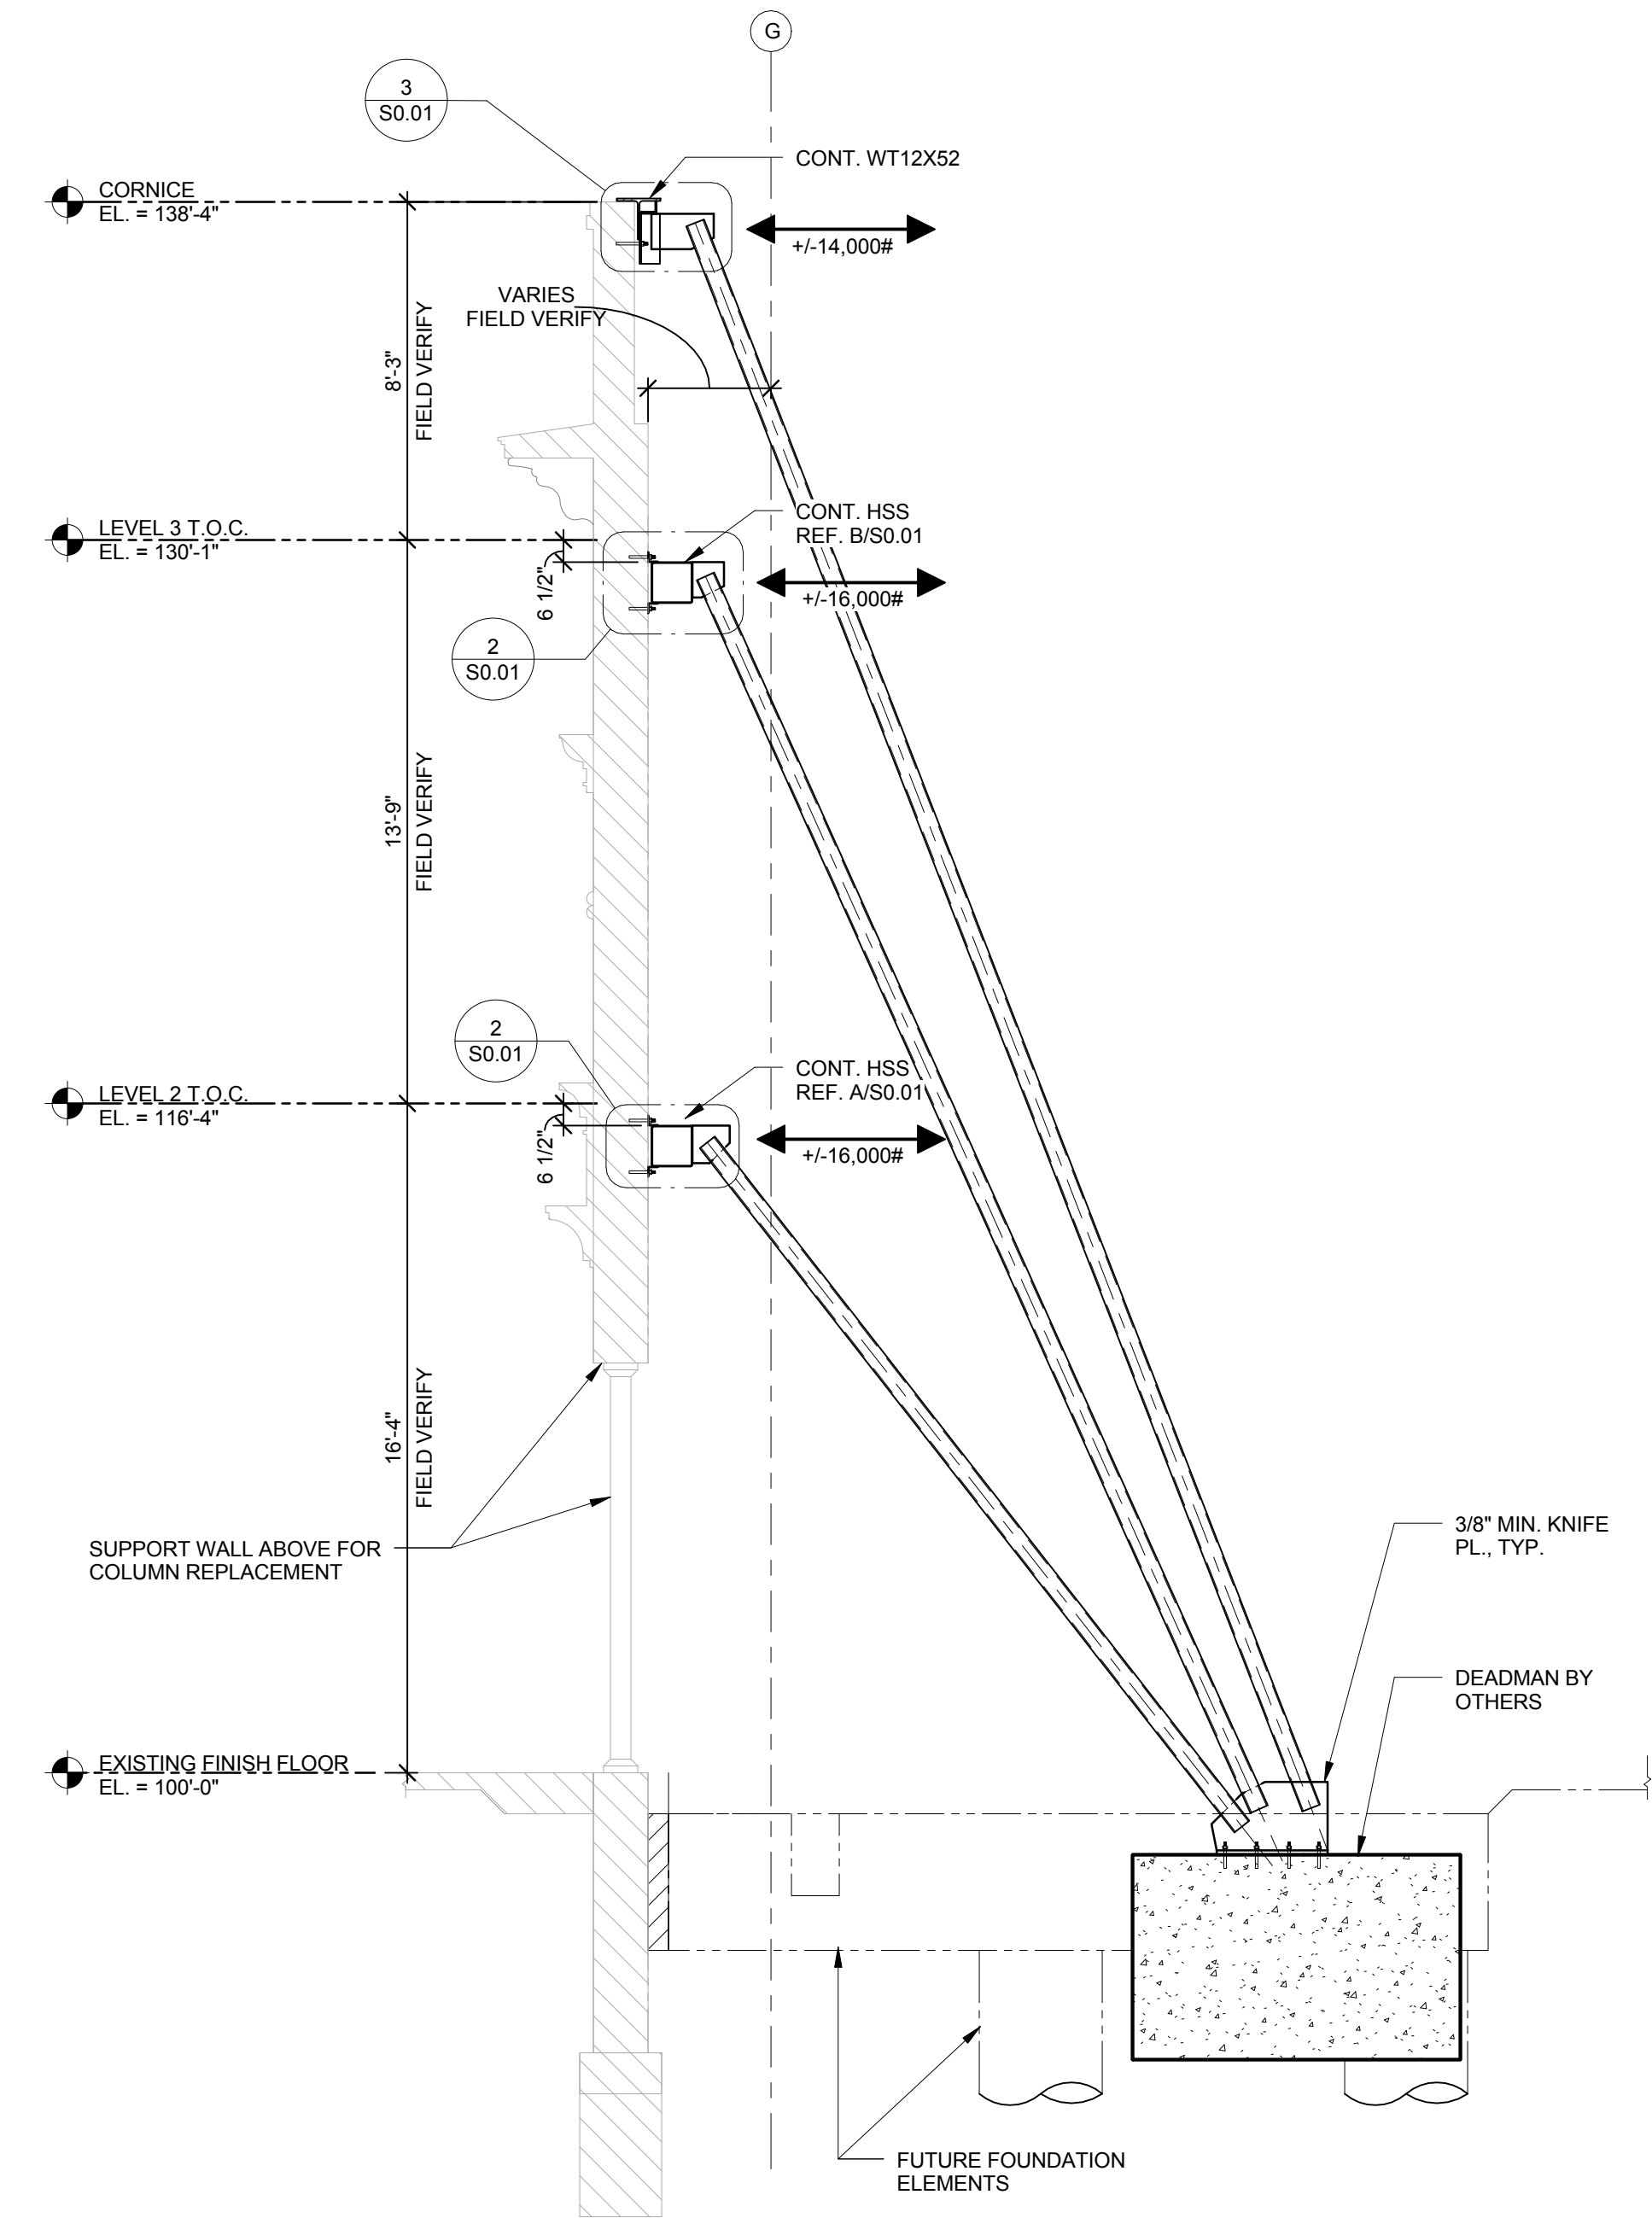 G
3
S0.01
CONT. WT12X52
CORNICE
EL. = 138'-4"
+/-14,000#
VARIES
FIELD VERIFY
8'-3"
FIELD VERIFY
CONT. HSS
REF. B/S0.01
LEVEL 3 T.O.C.
EL. = 130'-1"
6 1/2"
+/-16,000#
2
S0.01
13'-9"
FIELD VERIFY
2
S0.01
CONT. HSS
REF. A/S0.01
LEVEL 2 T.O.C.
EL. = 116'-4"
6 1/2"
+/-16,000#
16'-4"
FIELD VERIFY
SUPPORT WALL ABOVE FOR
COLUMN REPLACEMENT
3/8" MIN. KNIFE
PL., TYP.
DEADMAN BY
OTHERS
EXISTING FINISH FLOOR
EL. = 100'-0"
FUTURE FOUNDATION
ELEMENTS